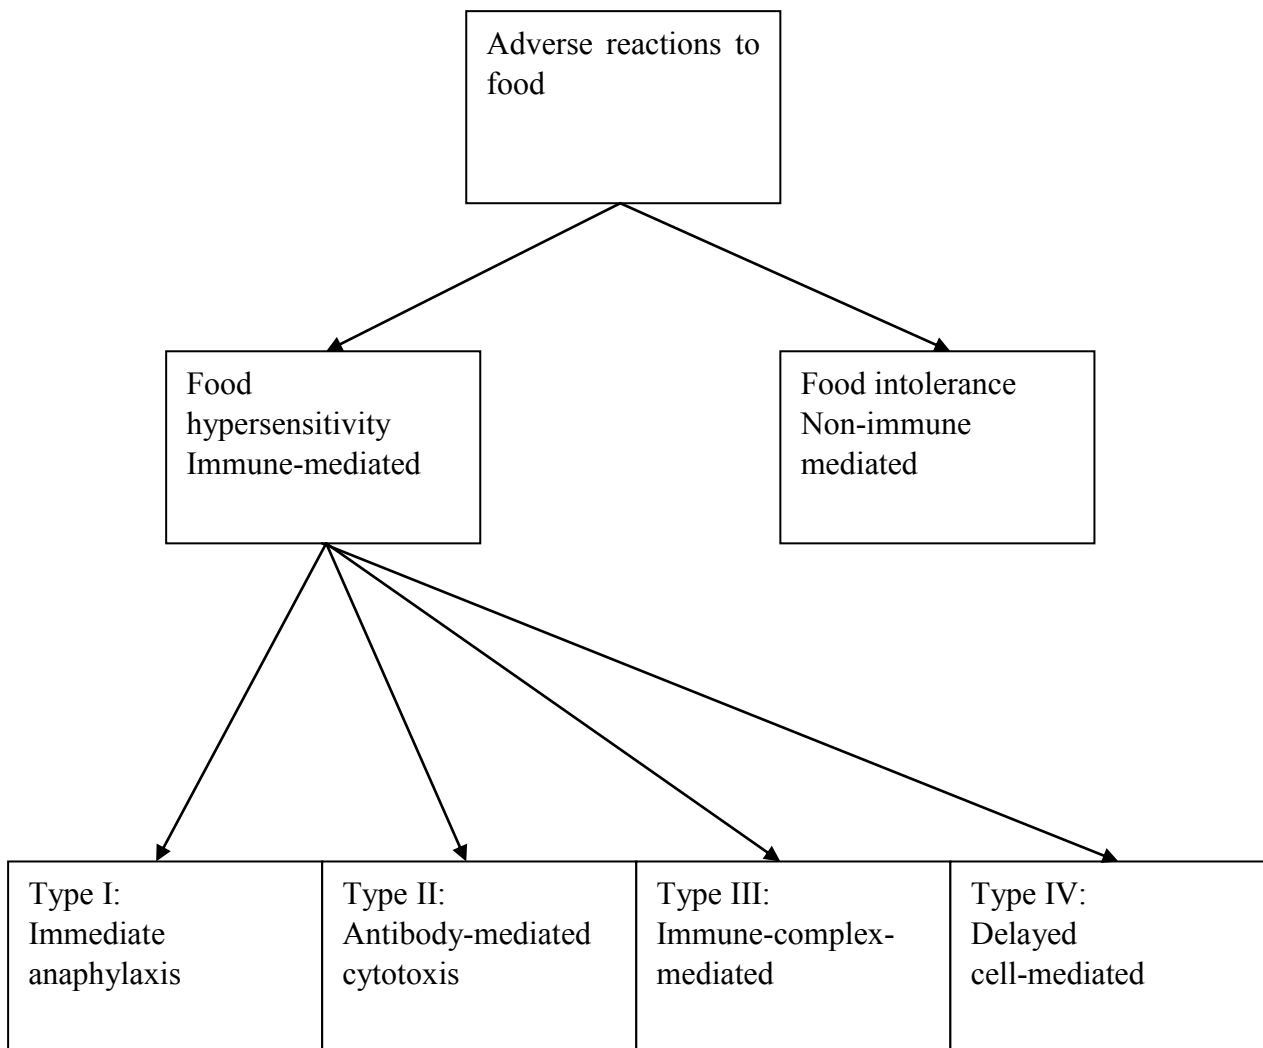 Adverse reactions to
food
Food
hypersensitivity
Immune-mediated
Food intolerance
Non-immune
mediated
Type I:
Immediate
anaphylaxis
Type II:
Antibody-mediated
cytotoxis
Type III:
Immune-complex-
mediated
Type IV:
Delayed
cell-mediated